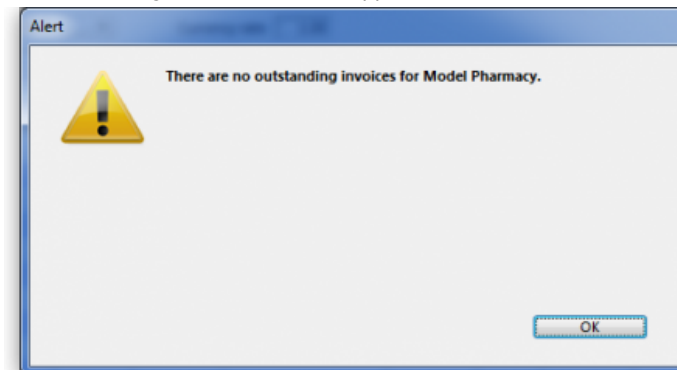 Alert
There are no outstanding invoices for Model Pharmacy.
OK